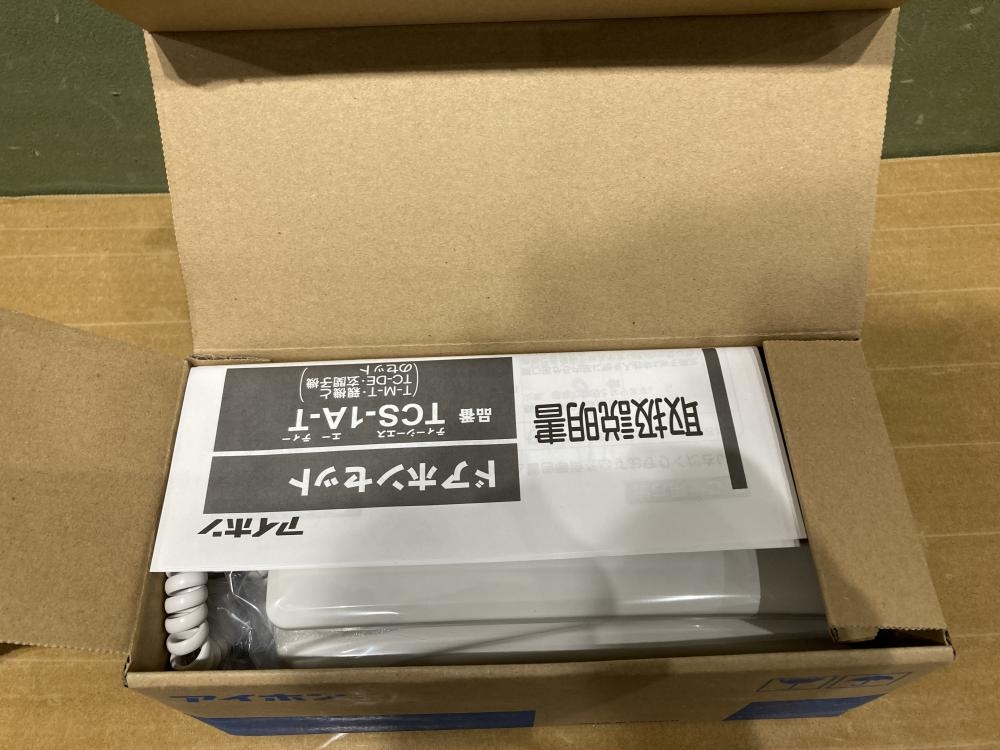 取扱説明書
アイホン
ドアホンセット
ティーシーエス エー ティー
品番 TCS-1A-T
(T-M-T・親機と
TC-DE・玄関子機
のセット)
アイホン